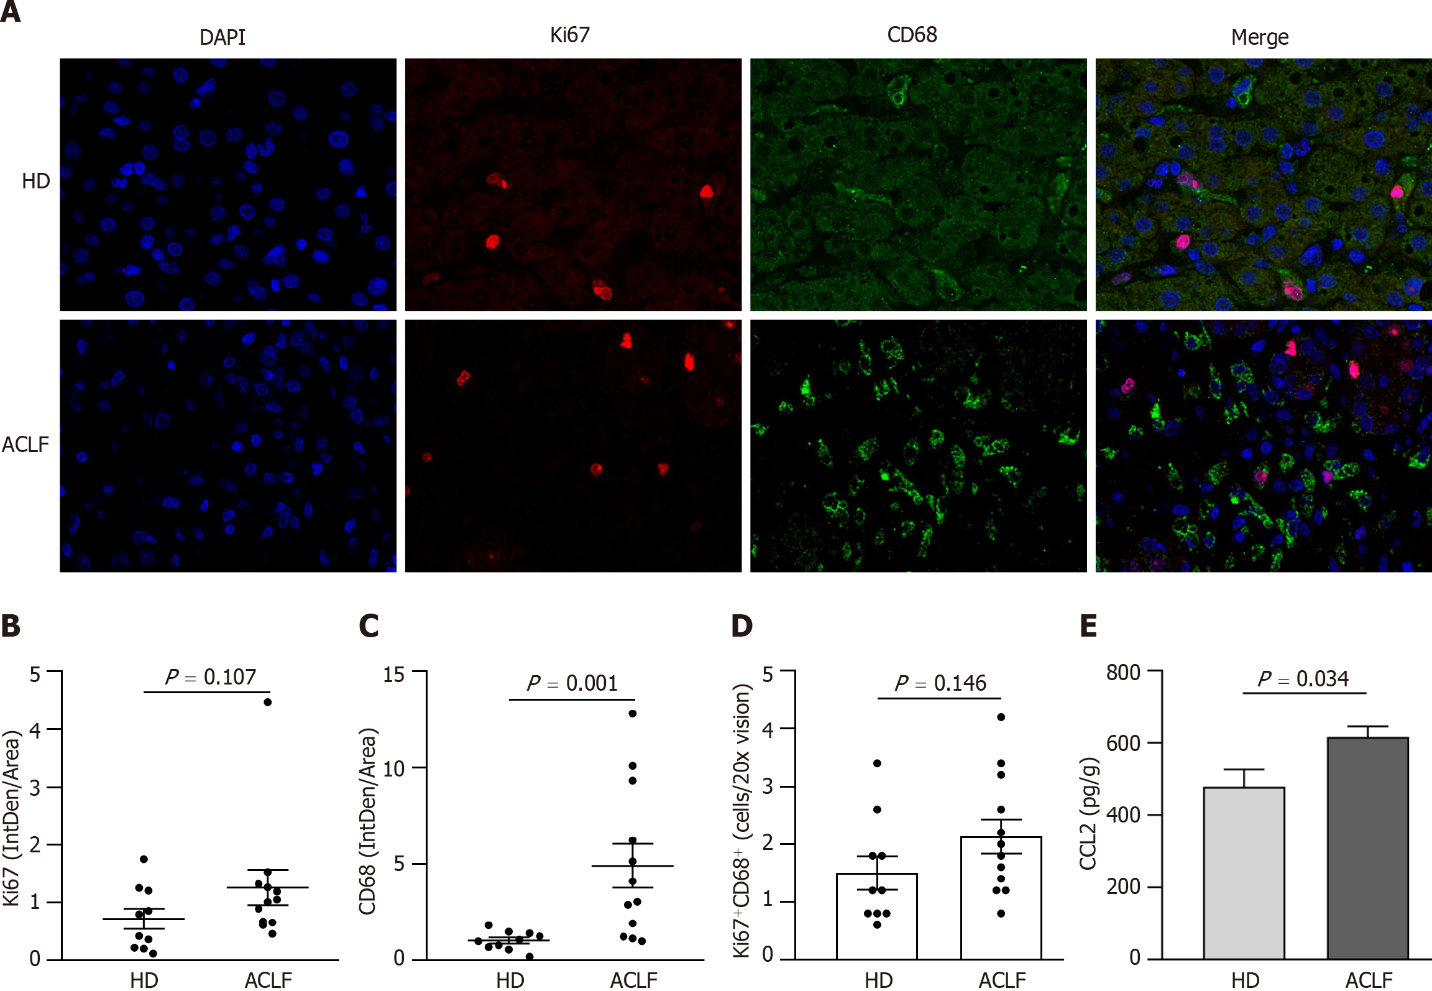 A
DAPI Ki67 CD68 Merge
HD
ACLF
B
P = 0.107
Ki67 (IntDen/Area)
5
4
3
2
1
0
HD ACLF
C
P = 0.001
CD68 (IntDen/Area)
15
10
5
0
HD ACLF
D
P = 0.146
Ki67⁺CD68⁺ (cells/20x vision)
5
4
3
2
1
0
HD ACLF
E
P = 0.034
CCL2 (pg/g)
800
600
400
200
0
HD ACLF